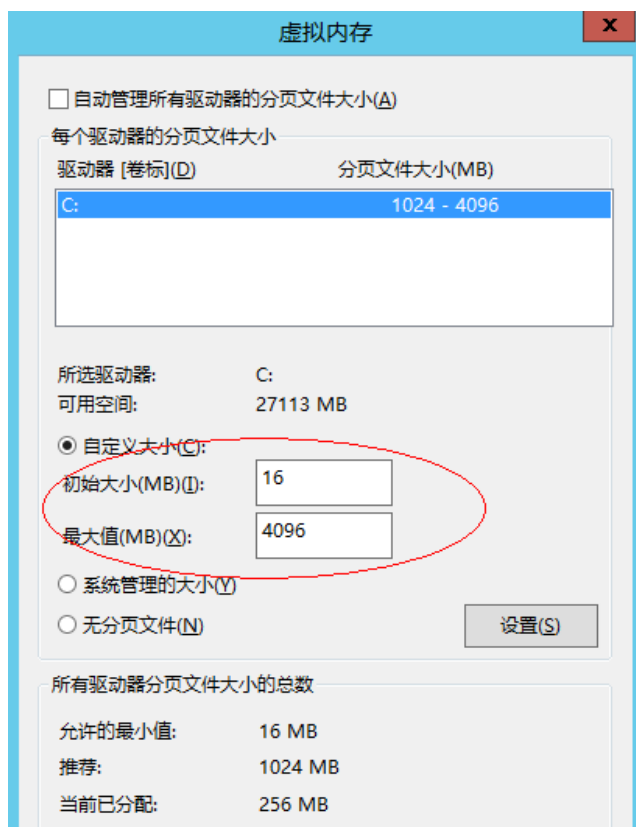 虚拟内存
x
自动管理所有驱动器的分页文件大小(A)
每个驱动器的分页文件大小
驱动器 [卷标](D) 分页文件大小(MB)
C: 1024 - 4096
所选驱动器: C:
可用空间: 27113 MB
自定义大小(C):
初始大小(MB)(I): 16
最大值(MB)(X): 4096
系统管理的大小(Y)
无分页文件(N) 设置(S)
所有驱动器分页文件大小的总数
允许的最小值: 16 MB
推荐: 1024 MB
当前已分配: 256 MB